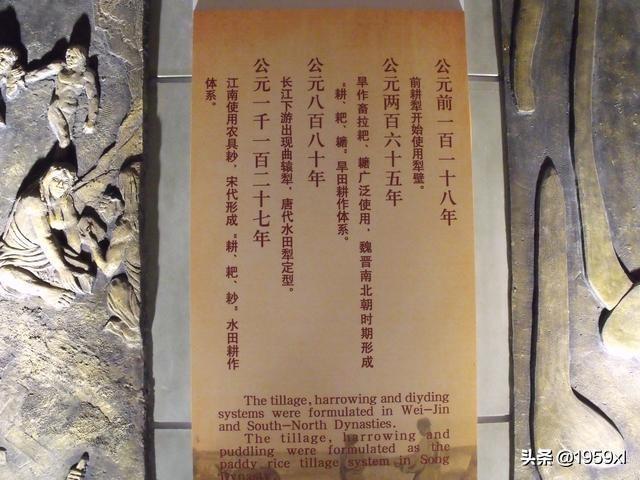 公元前一百一十八年
前耕犁开始使用犁壁。
公元两百六十五年
旱作畜拉耙、耱广泛使用，魏晋南北朝时期形成
“耕、耙、耱”旱田耕作体系。
公元八百八十年
长江下游出现曲辕犁，唐代水田犁定型。
公元一千一百二十七年
江南使用农具耖，宋代形成“耕、耙、耖”水田耕作
体系。
The tillage, harrowing and diyding
systems were formulated in Wei-Jin
and South-North Dynasties.
The tillage, harrowing and
puddling were formulated as the
paddy rice tillage system in Song
Dynasty.
头条 @1959xl